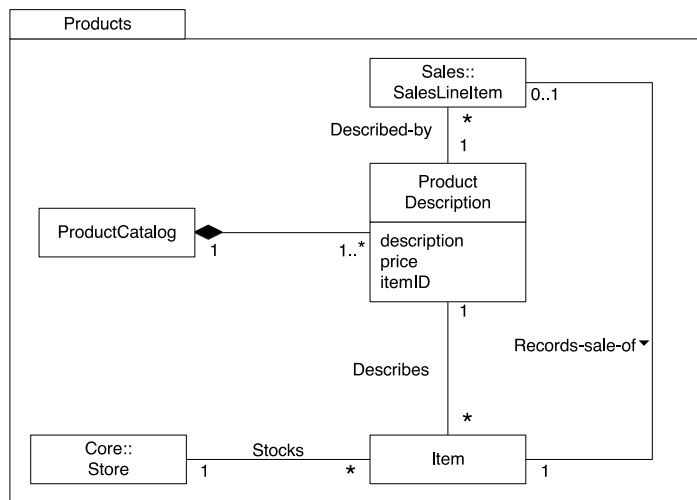 Products
Sales::
SalesLineItem
0..1
*
Described-by
1
Product
Description
ProductCatalog
1
1..*
description
price
itemID
1
Records-sale-of
Describes
*
Core::
Store
Stocks
1
*
Item
1